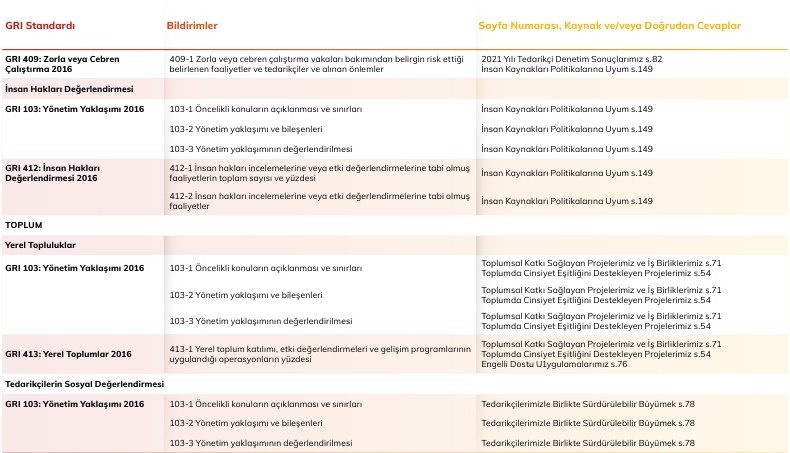 GRI Standardı Bildirimler Sayfa Numarası, Kaynak ve/veya Doğrudan Cevaplar
GRI 409: Zorla veya Cebren
Çalıştırma 2016
409-1 Zorla veya cebren çalıştırma vakaları bakımından belirgin risk ettiği
belirlenen faaliyetler ve tedarikçiler ve alınan önlemler
2021 Yılı Tedarikçi Denetim Sonuçlarımız s.82
İnsan Kaynakları Politikalarına Uyum s.149
İnsan Hakları Değerlendirmesi
GRI 103: Yönetim Yaklaşımı 2016 103-1 Öncelikli konuların açıklanması ve sınırları İnsan Kaynakları Politikalarına Uyum s.149
103-2 Yönetim yaklaşımı ve bileşenleri İnsan Kaynakları Politikalarına Uyum s.149
103-3 Yönetim yaklaşımının değerlendirilmesi İnsan Kaynakları Politikalarına Uyum s.149
GRI 412: İnsan Hakları
Değerlendirmesi 2016
412-1 İnsan hakları incelemelerine veya etki değerlendirmelerine tabi olmuş
faaliyetlerin toplam sayısı ve yüzdesi
İnsan Kaynakları Politikalarına Uyum s.149
412-2 İnsan hakları incelemelerine veya etki değerlendirmelerine tabi olmuş
faaliyetler
İnsan Kaynakları Politikalarına Uyum s.149
TOPLUM
Yerel Topluluklar
GRI 103: Yönetim Yaklaşımı 2016 103-1 Öncelikli konuların açıklanması ve sınırları
Toplumsal Katkı Sağlayan Projelerimiz ve İş Birliklerimiz s.71
Toplumda Cinsiyet Eşitliğini Destekleyen Projelerimiz s.54
103-2 Yönetim yaklaşımı ve bileşenleri
Toplumsal Katkı Sağlayan Projelerimiz ve İş Birliklerimiz s.71
Toplumda Cinsiyet Eşitliğini Destekleyen Projelerimiz s.54
103-3 Yönetim yaklaşımının değerlendirilmesi
Toplumsal Katkı Sağlayan Projelerimiz ve İş Birliklerimiz s.71
Toplumda Cinsiyet Eşitliğini Destekleyen Projelerimiz s.54
GRI 413: Yerel Toplumlar 2016
413-1 Yerel toplum katılımı, etki değerlendirmeleri ve gelişim programlarının
uygulandığı operasyonların yüzdesi
Toplumsal Katkı Sağlayan Projelerimiz ve İş Birliklerimiz s.71
Toplumda Cinsiyet Eşitliğini Destekleyen Projelerimiz s.54
Engelli Dostu U1ygulamalarımız s.76
Tedarikçilerin Sosyal Değerlendirmesi
GRI 103: Yönetim Yaklaşımı 2016 103-1 Öncelikli konuların açıklanması ve sınırları Tedarikçilerimizle Birlikte Sürdürülebilir Büyümek s.78
103-2 Yönetim yaklaşımı ve bileşenleri Tedarikçilerimizle Birlikte Sürdürülebilir Büyümek s.78
103-3 Yönetim yaklaşımının değerlendirilmesi Tedarikçilerimizle Birlikte Sürdürülebilir Büyümek s.78